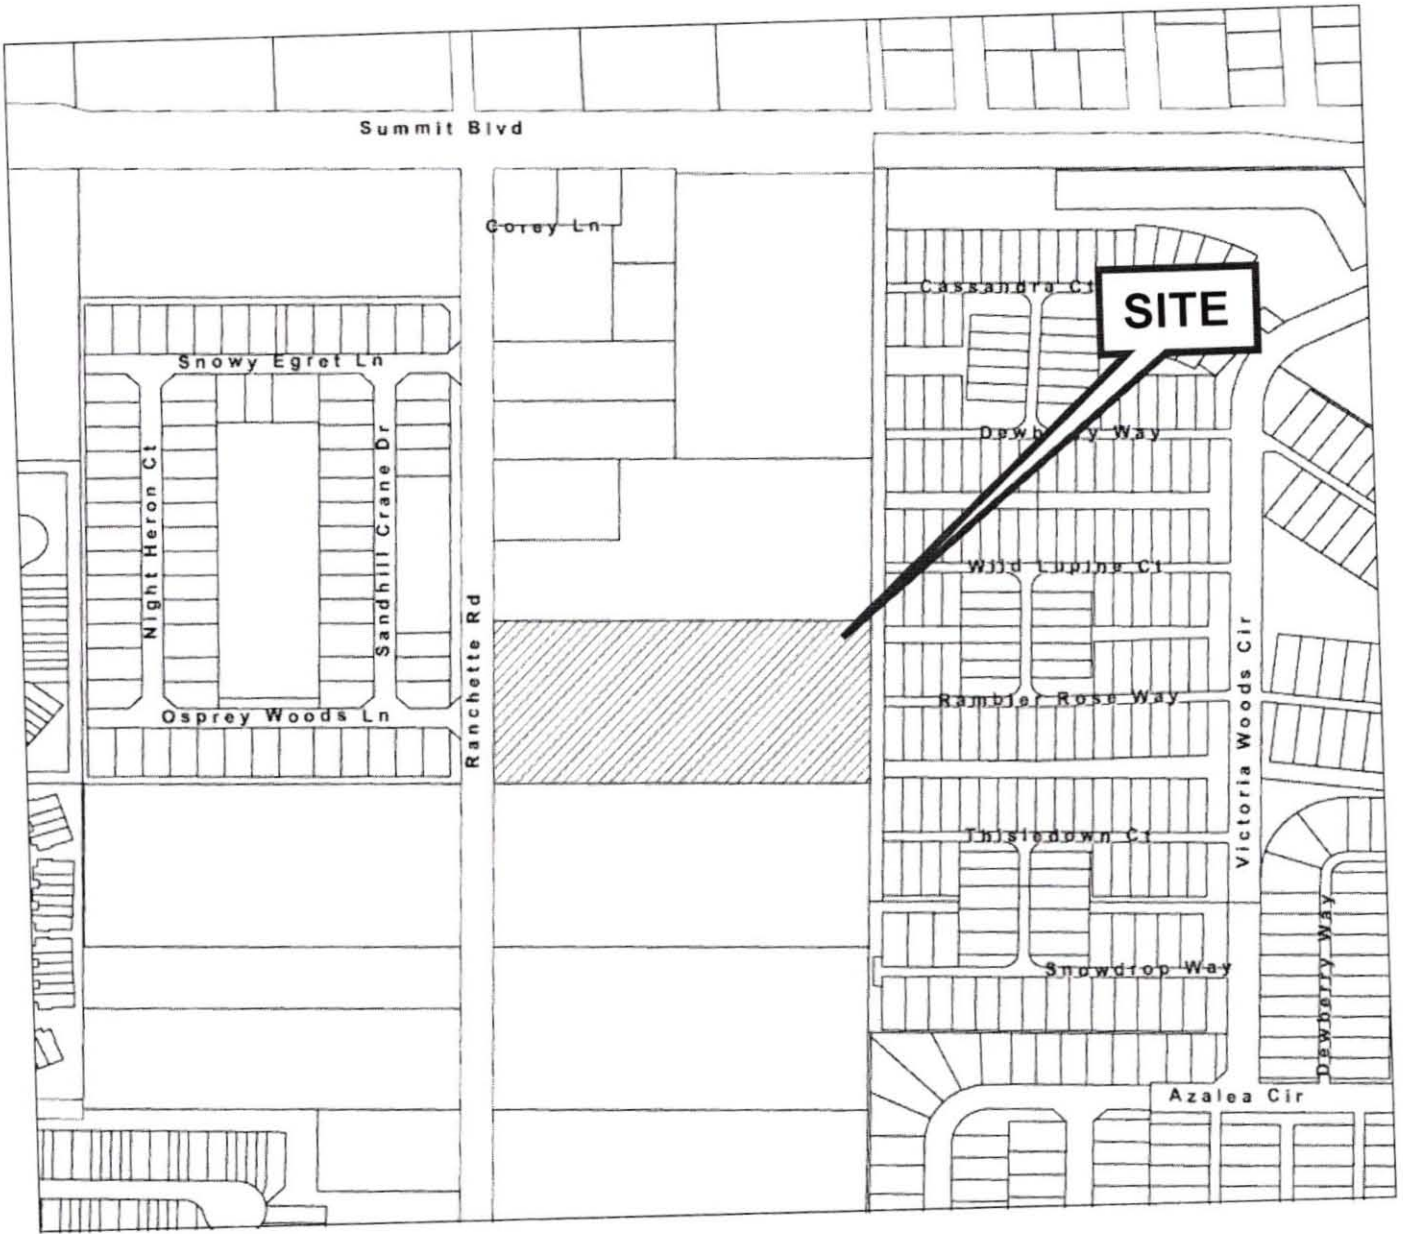 Summit Blvd
Corey Ln
Cassandra Ct
SITE
Snowy Egret Ln
Dewberry Way
Night Heron Ct
Sandhill Crane Dr
Wild Lupine Ct
Ranchette Rd
Rambler Rose Way
Osprey Woods Ln
Victoria Woods Cir
Thisledown Ct
Dewberry Way
Snowdrop Way
Azalea Cir